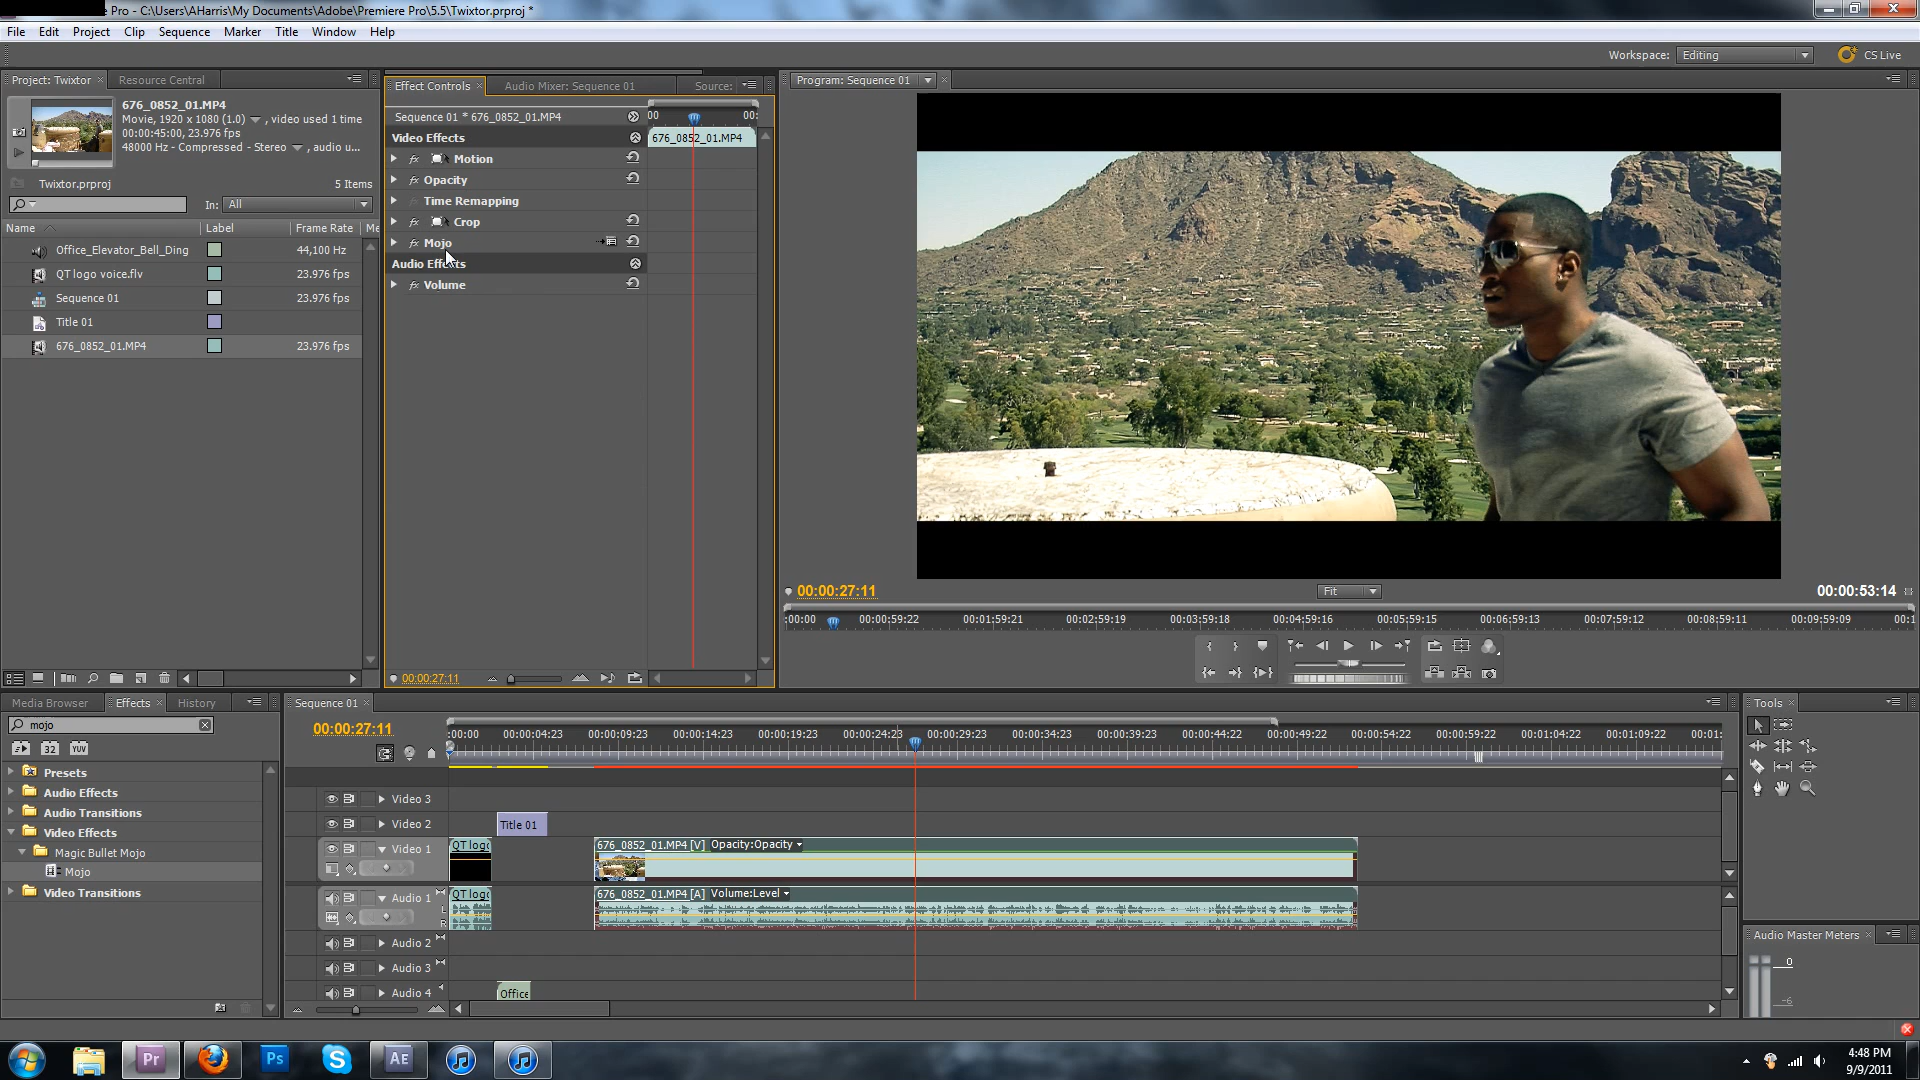 Pro - C:\Users\AHarris\My Documents\Adobe\Premiere Pro\5.5\Twixtor.prproj *
File Edit Project Clip Sequence Marker Title Window Help
Workspace: Editing CS Live
Project: Twixtor Resource Central
676_0852_01.MP4
Movie, 1920 x 1080 (1.0) , video used 1 time
00:00:45:00, 23.976 fps
48000 Hz - Compressed - Stereo , audio u...
Twixtor.prproj 5 Items
In: All
Name Label Frame Rate Me
Office_Elevator_Bell_Ding 44,100 Hz
QT logo voice.flv 23.976 fps
Sequence 01 23.976 fps
Title 01
676_0852_01.MP4 23.976 fps
Effect Controls Audio Mixer: Sequence 01 Source:
Sequence 01 * 676_0852_01.MP4 00 00:
Video Effects 676_0852_01.MP4
fx Motion
fx Opacity
Time Remapping
fx Crop
fx Mojo
Audio Effects
fx Volume
00:00:27:11
Program: Sequence 01
00:00:27:11 Fit 00:00:53:14
:00:00 00:00:59:22 00:01:59:21 00:02:59:19 00:03:59:18 00:04:59:16 00:05:59:15 00:06:59:13 00:07:59:12 00:08:59:11 00:09:59:09 00:1
Media Browser Effects History
mojo
32 YUV
Presets
Audio Effects
Audio Transitions
Video Effects
Magic Bullet Mojo
Mojo
Video Transitions
Sequence 01
00:00:27:11
:00:00 00:00:04:23 00:00:09:23 00:00:14:23 00:00:19:23 00:00:24:23 00:00:29:23 00:00:34:23 00:00:39:23 00:00:44:22 00:00:49:22 00:00:54:22 00:00:59:22 00:01:04:22 00:01:09:22 00:01:
Video 3
Video 2 Title 01
Video 1 QT logo 676_0852_01.MP4 [V] Opacity:Opacity
Audio 1 QT logo 676_0852_01.MP4 [A] Volume:Level
L
R
Audio 2
Audio 3
Audio 4 Office
Tools
Audio Master Meters
0
-6
Pr Ps S AE
4:48 PM
9/9/2011